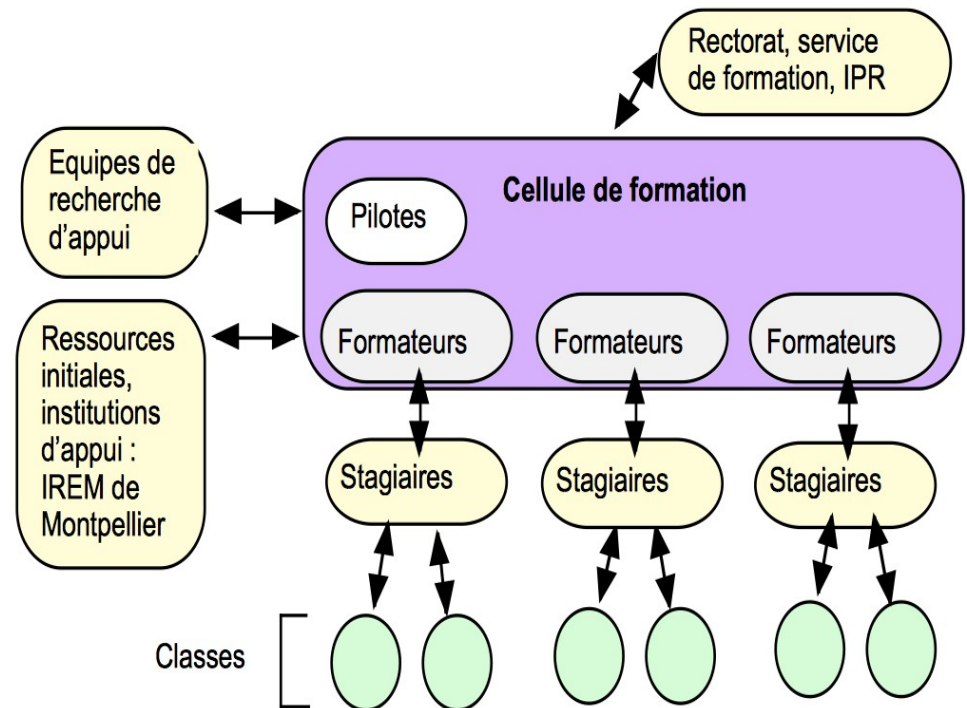 Rectorat, service
de formation, IPR
Equipes de
recherche
d'appui
Cellule de formation
Pilotes
Ressources
initiales,
institutions
d'appui :
IREM de
Montpellier
Formateurs
Formateurs
Formateurs
Stagiaires
Stagiaires
Stagiaires
Classes